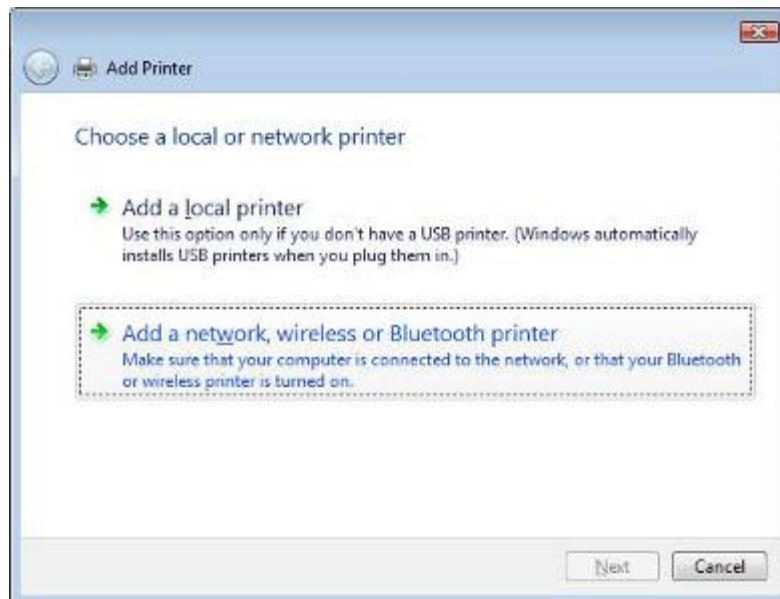 Add Printer
Choose a local or network printer
Add a local printer
Use this option only if you don't have a USB printer. (Windows automatically
installs USB printers when you plug them in.)
Add a network, wireless or Bluetooth printer
Make sure that your computer is connected to the network, or that your Bluetooth
or wireless printer is turned on.
Next
Cancel